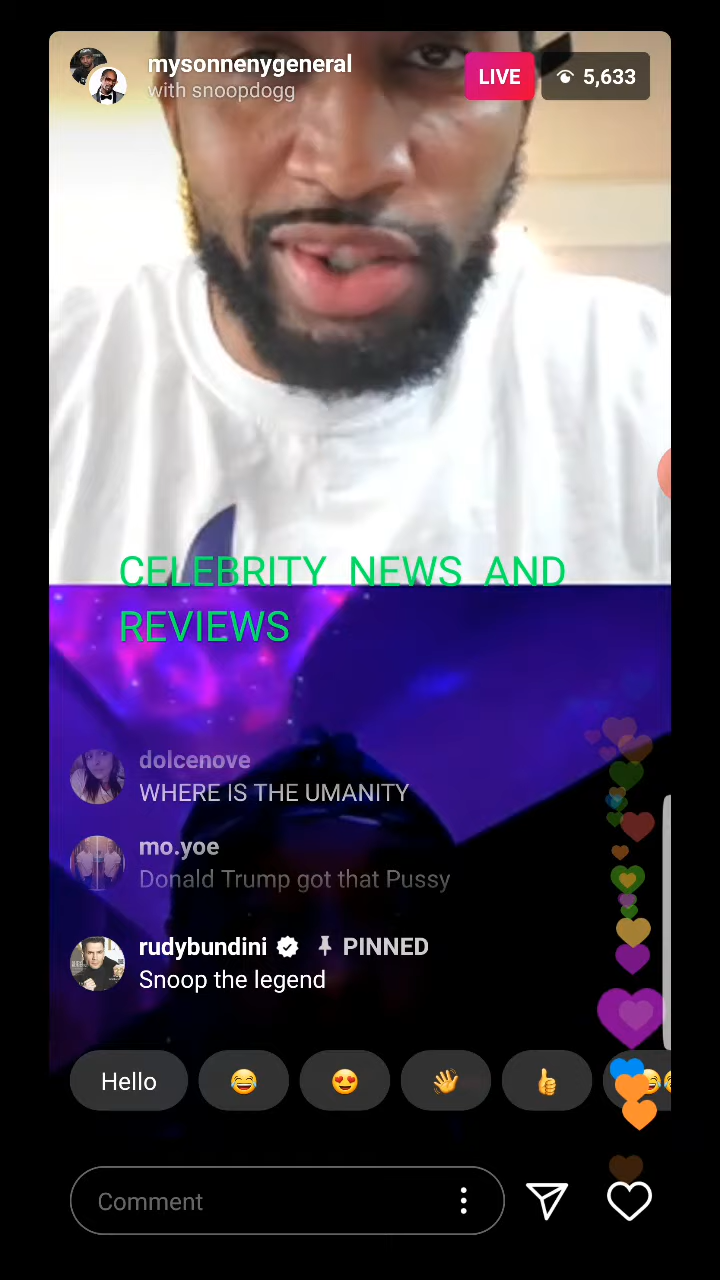 mysonnenygeneral
with snoopdogg
LIVE
5,633
CELEBRITY NEWS AND
REVIEWS
dolcenove
WHERE IS THE UMANITY
mo.yoe
Donald Trump got that Pussy
rudybundini PINNED
Snoop the legend
Hello
Comment